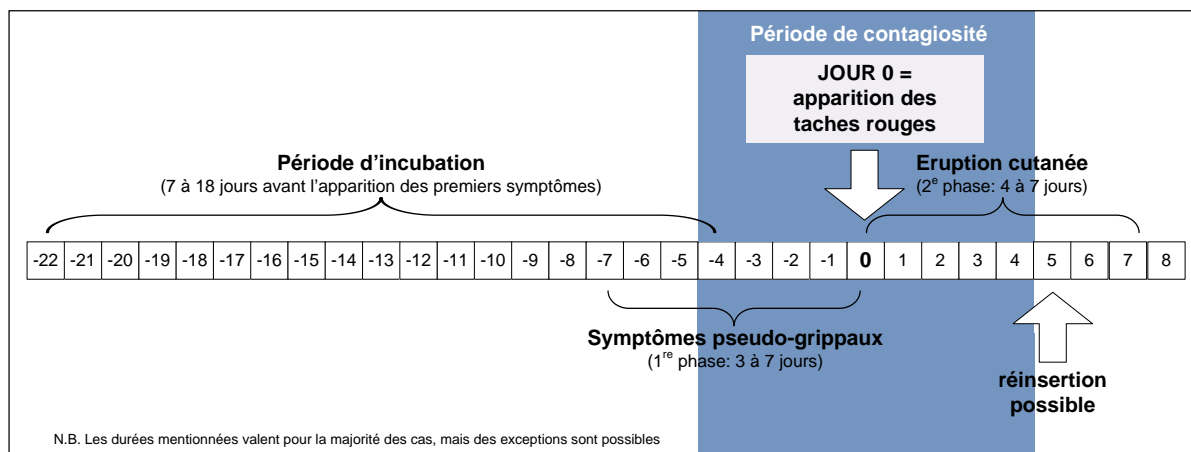 Période de contagiosité
JOUR 0 =
apparition des
taches rouges
Période d'incubation
(7 à 18 jours avant l'apparition des premiers symptômes)
Eruption cutanée
(2e phase: 4 à 7 jours)
-22 -21 -20 -19 -18 -17 -16 -15 -14 -13 -12 -11 -10 -9 -8 -7 -6 -5 -4 -3 -2 -1 0 1 2 3 4 5 6 7 8
Symptômes pseudo-grippaux
(1re phase: 3 à 7 jours)
réinsertion
possible
N.B. Les durées mentionnées valent pour la majorité des cas, mais des exceptions sont possibles